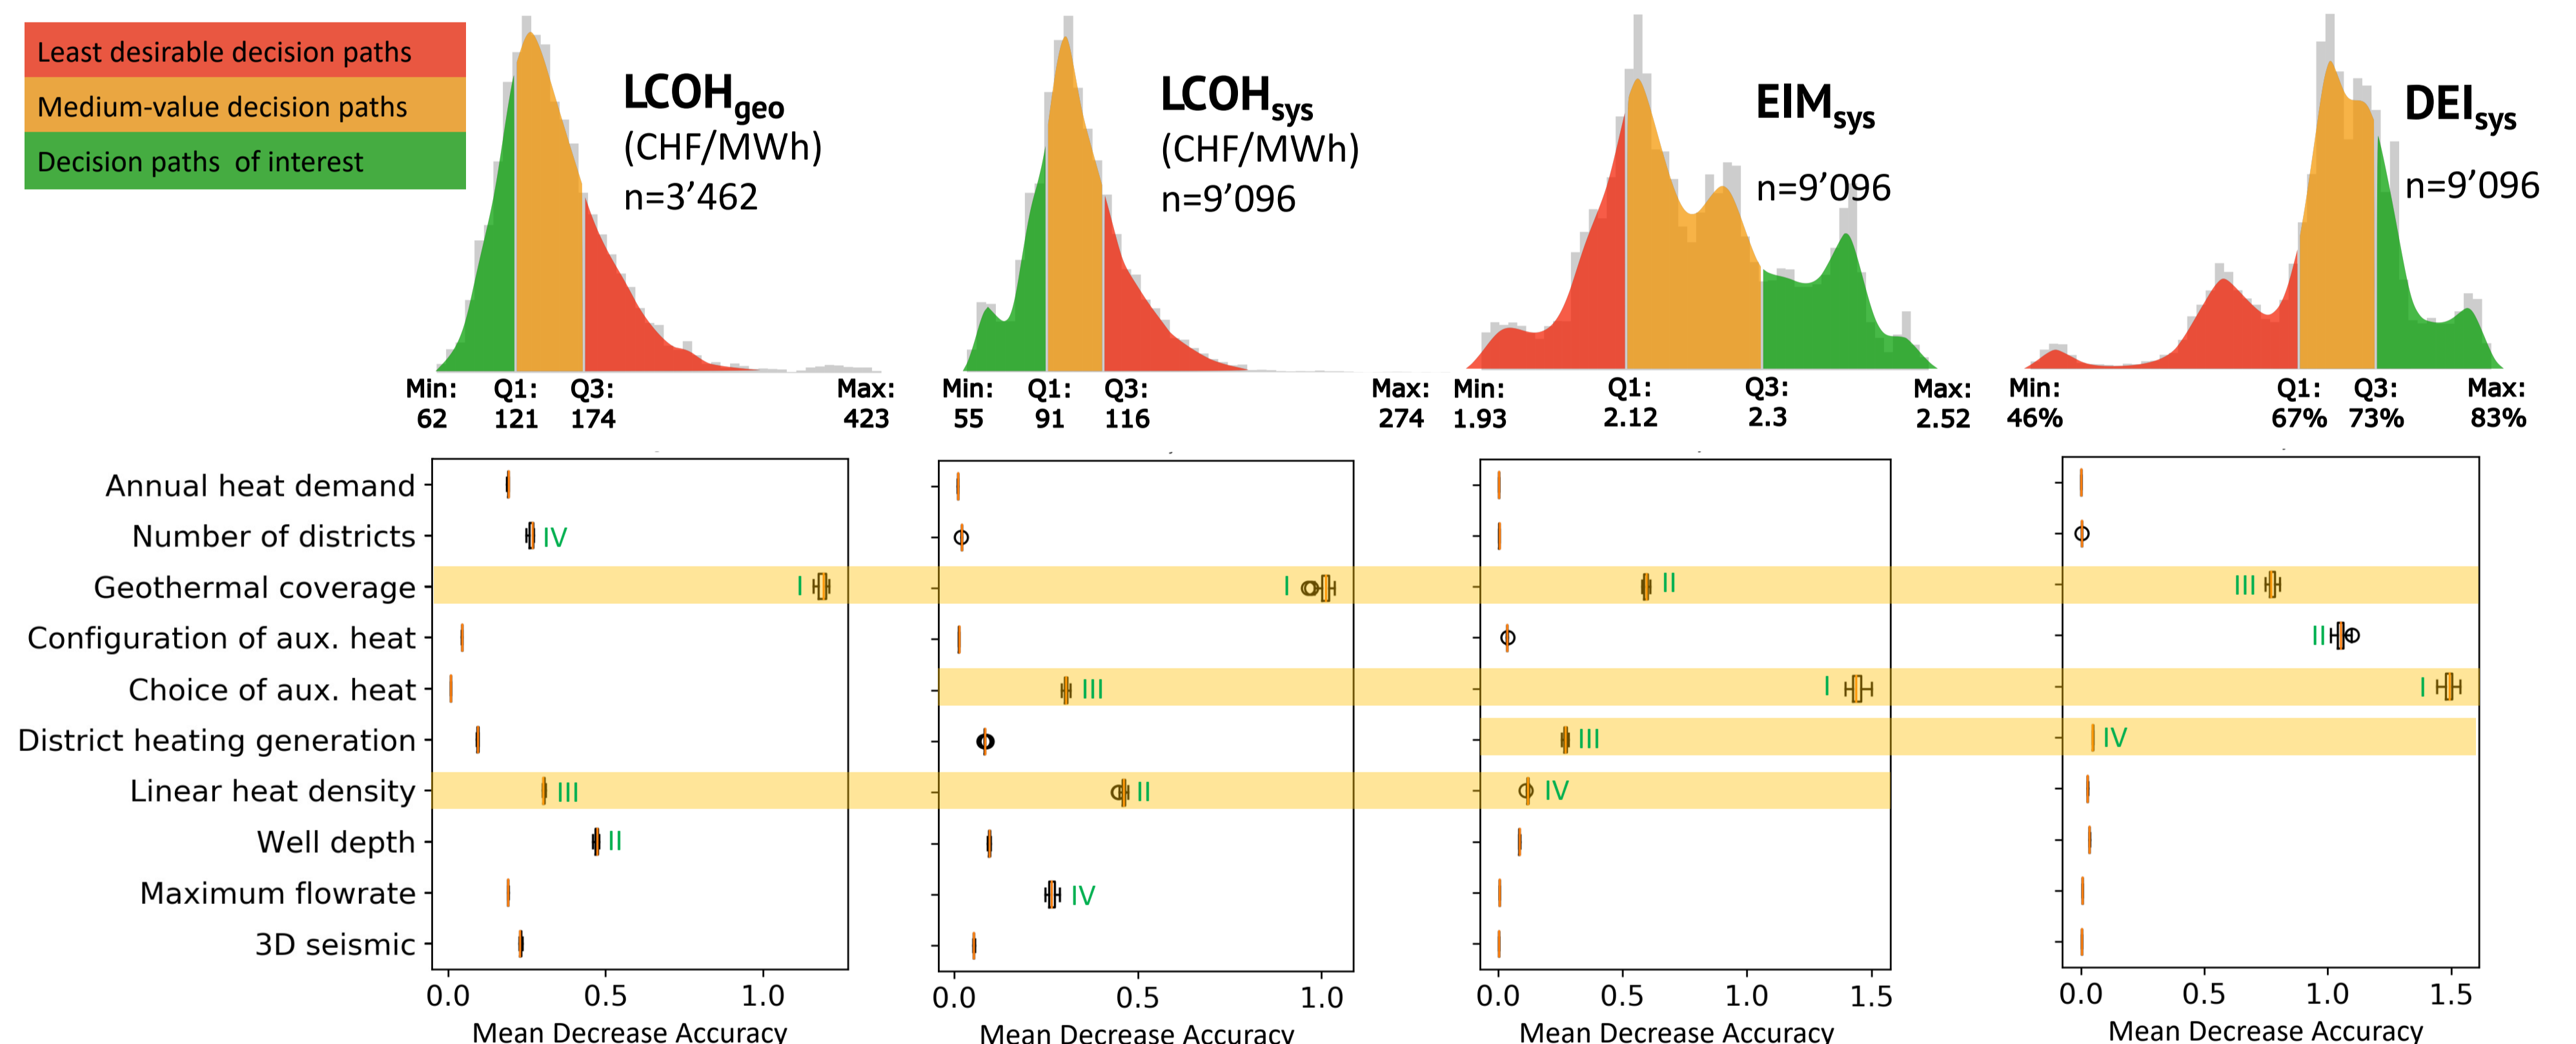 Least desirable decision paths
Medium-value decision paths
Decision paths of interest
LCOHgeo
(CHF/MWh)
n=3’462
LCOHsys
(CHF/MWh)
n=9’096
EIMsys
n=9’096
DEIsys
n=9’096
Min: Q1: Q3: Max:
62 121 174 423
Min: Q1: Q3: Max:
55 91 116 274
Min: Q1: Q3: Max:
1.93 2.12 2.3 2.52
Min: Q1: Q3: Max:
46% 67% 73% 83%
Annual heat demand
Number of districts IV
Geothermal coverage I I II III
Configuration of aux. heat II
Choice of aux. heat III I I
District heating generation III IV
Linear heat density III II IV
Well depth II
Maximum flowrate IV
3D seismic
0.0 0.5 1.0 0.0 0.5 1.0 0.0 0.5 1.0 1.5 0.0 0.5 1.0 1.5
Mean Decrease Accuracy Mean Decrease Accuracy Mean Decrease Accuracy Mean Decrease Accuracy